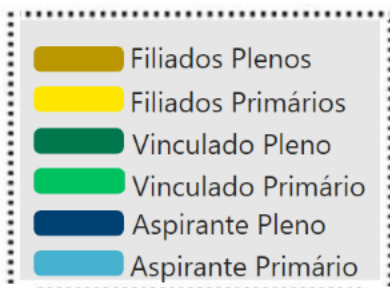 Filiados Plenos
Filiados Primários
Vinculado Pleno
Vinculado Primário
Aspirante Pleno
Aspirante Primário